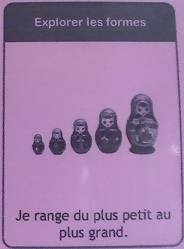 Explorer les formes
Je range du plus petit au
plus grand.